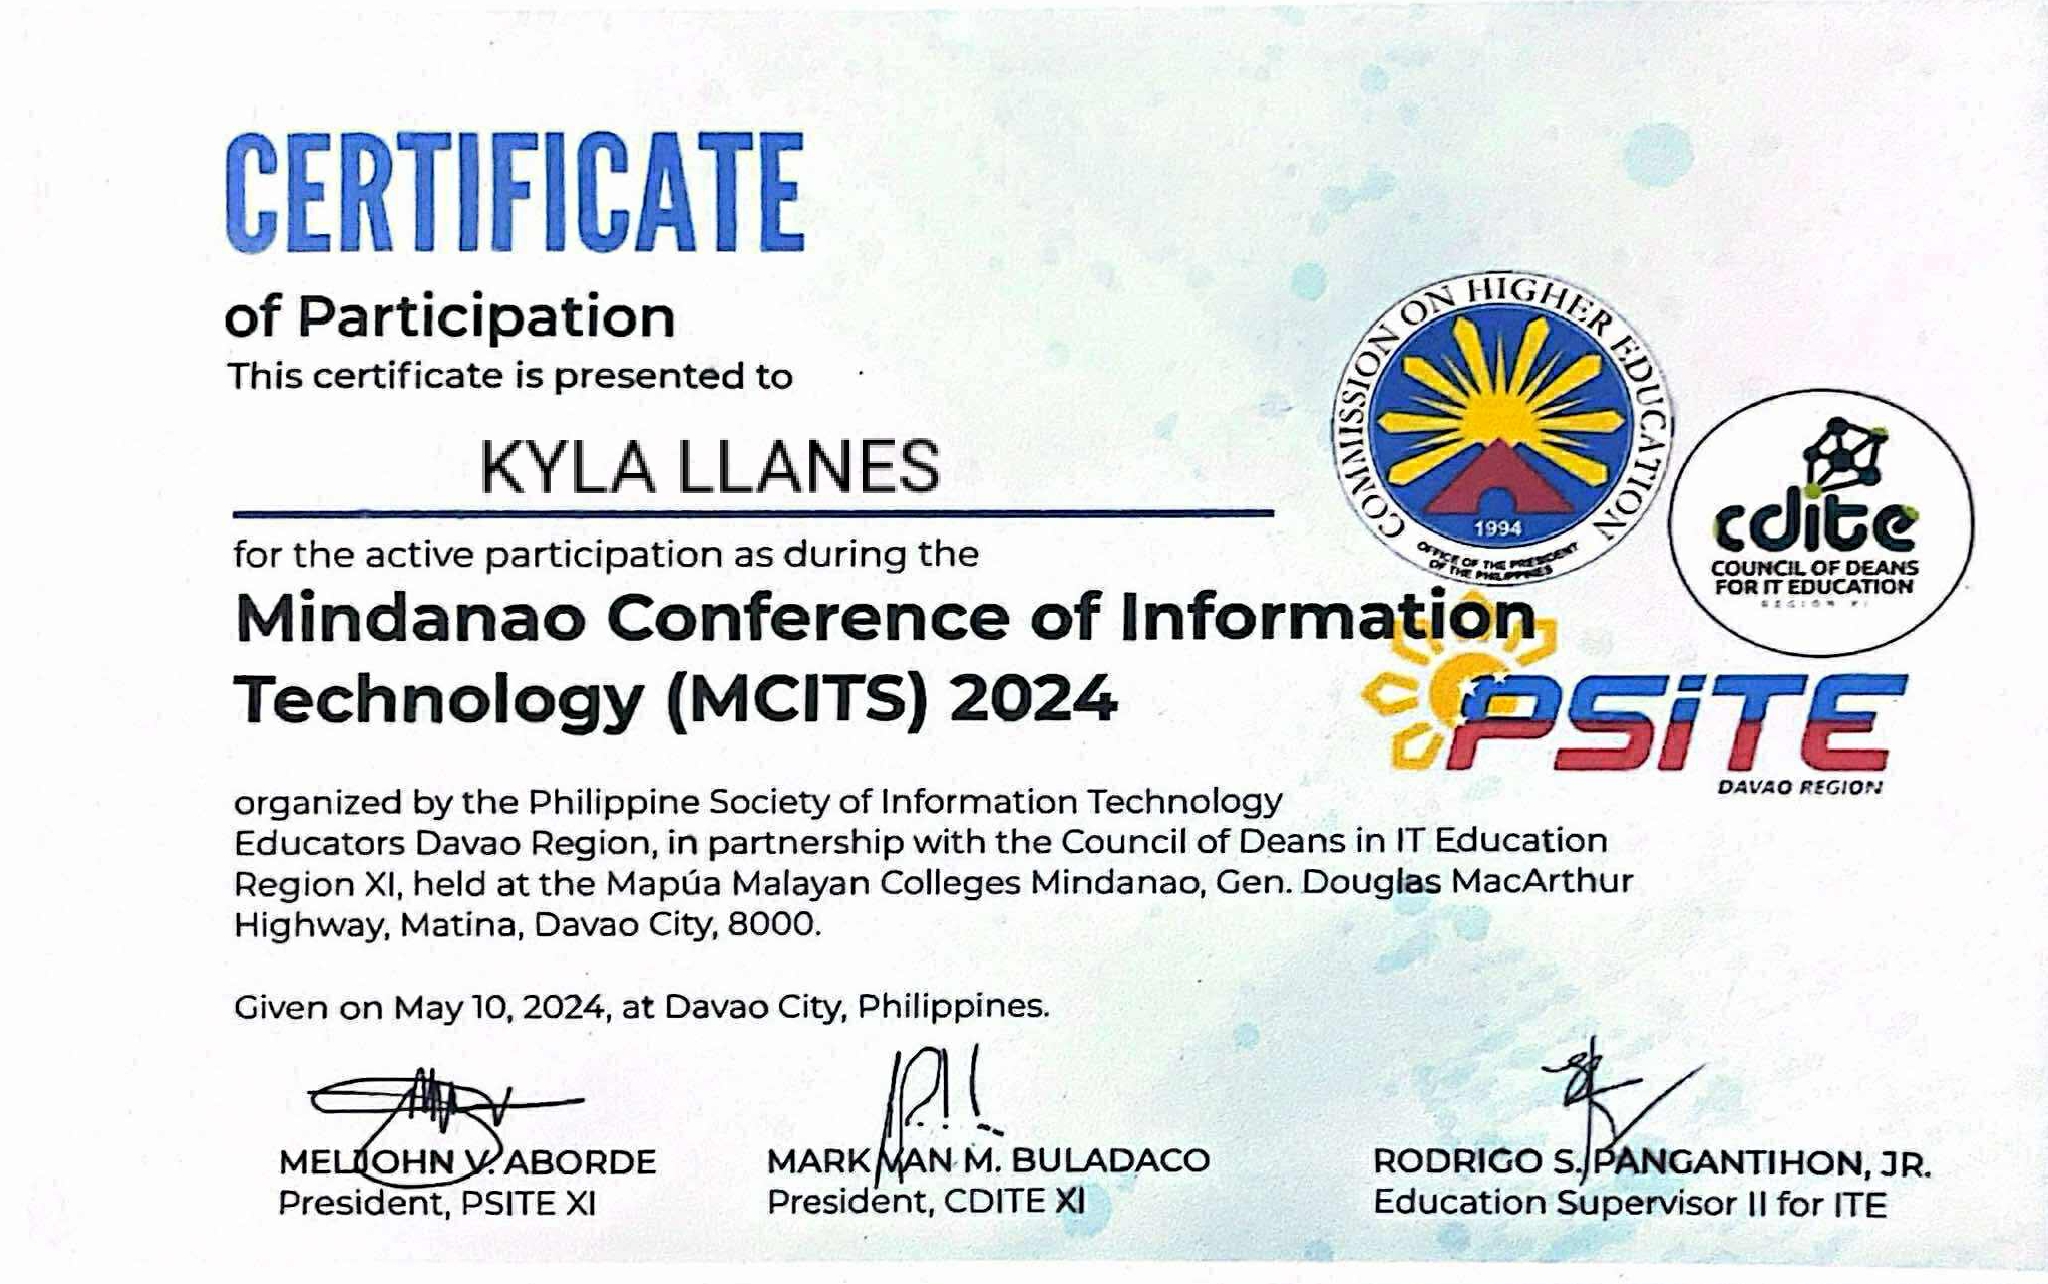 CERTIFICATE
of Participation
This certificate is presented to
KYLA LLANES
for the active participation as during the
Mindanao Conference of Information
Technology (MCITS) 2024
organized by the Philippine Society of Information Technology
Educators Davao Region, in partnership with the Council of Deans in IT Education
Region XI, held at the Mapúa Malayan Colleges Mindanao, Gen. Douglas MacArthur
Highway, Matina, Davao City, 8000.
Given on May 10, 2024, at Davao City, Philippines.
COMMISSION ON HIGHER EDUCATION
1994
OFFICE OF THE PRESIDENT
OF THE PHILIPPINES
cdite
COUNCIL OF DEANS
FOR IT EDUCATION
REGION XI
PSiTE
DAVAO REGION
MELJOHN V. ABORDE
President, PSITE XI
MARK VAN M. BULADACO
President, CDITE XI
RODRIGO S. PANGANTIHON, JR.
Education Supervisor II for ITE